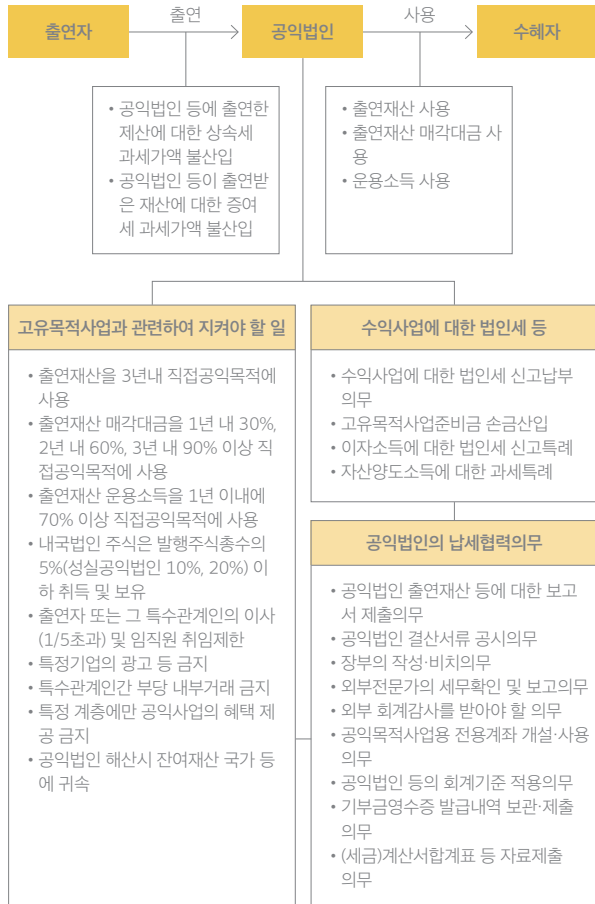 출연자
출연
공익법인
사용
수혜자
• 공익법인 등에 출연한
제산에 대한 상속세
과세가액 불산입
• 공익법인 등이 출연받
은 재산에 대한 증여
세 과세가액 불산입
• 출연재산 사용
• 출연재산 매각대금 사
용
• 운용소득 사용
고유목적사업과 관련하여 지켜야 할 일
• 출연재산을 3년내 직접공익목적에
사용
• 출연재산 매각대금을 1년 내 30%,
2년 내 60%, 3년 내 90% 이상 직
접공익목적에 사용
• 출연재산 운용소득을 1년 이내에
70% 이상 직접공익목적에 사용
• 내국법인 주식은 발행주식총수의
5%(성실공익법인 10%, 20%) 이
하 취득 및 보유
• 출연자 또는 그 특수관계인의 이사
(1/5초과) 및 임직원 취임제한
• 특정기업의 광고 등 금지
• 특수관계인간 부당 내부거래 금지
• 특정 계층에만 공익사업의 혜택 제
공 금지
• 공익법인 해산시 잔여재산 국가 등
에 귀속
수익사업에 대한 법인세 등
• 수익사업에 대한 법인세 신고납부
의무
• 고유목적사업준비금 손금산입
• 이자소득에 대한 법인세 신고특례
• 자산양도소득에 대한 과세특례
공익법인의 납세협력의무
• 공익법인 출연재산 등에 대한 보고
서 제출의무
• 공익법인 결산서류 공시의무
• 장부의 작성·비치의무
• 외부전문가의 세무확인 및 보고의무
• 외부 회계감사를 받아야 할 의무
• 공익목적사업용 전용계좌 개설·사용
의무
• 공익법인 등의 회계기준 적용의무
• 기부금영수증 발급내역 보관·제출
의무
• (세금)계산서합계표 등 자료제출
의무